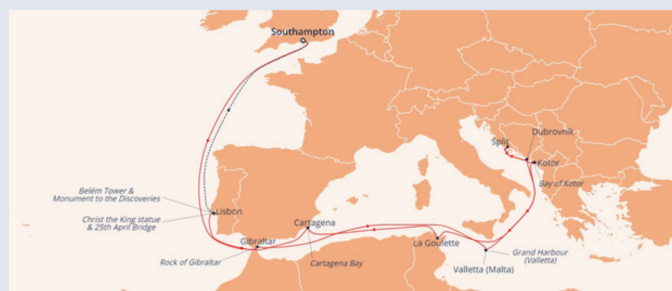 Southampton
Split
Dubrovnik
Kotor
Bay of Kotor
Belém Tower &
Monument to the Discoveries
Christ the King statue
& 25th April Bridge
Lisbon
Gibraltar
Rock of Gibraltar
Cartagena
Cartagena Bay
La Goulette
Grand Harbour
(Valletta)
Valletta (Malta)